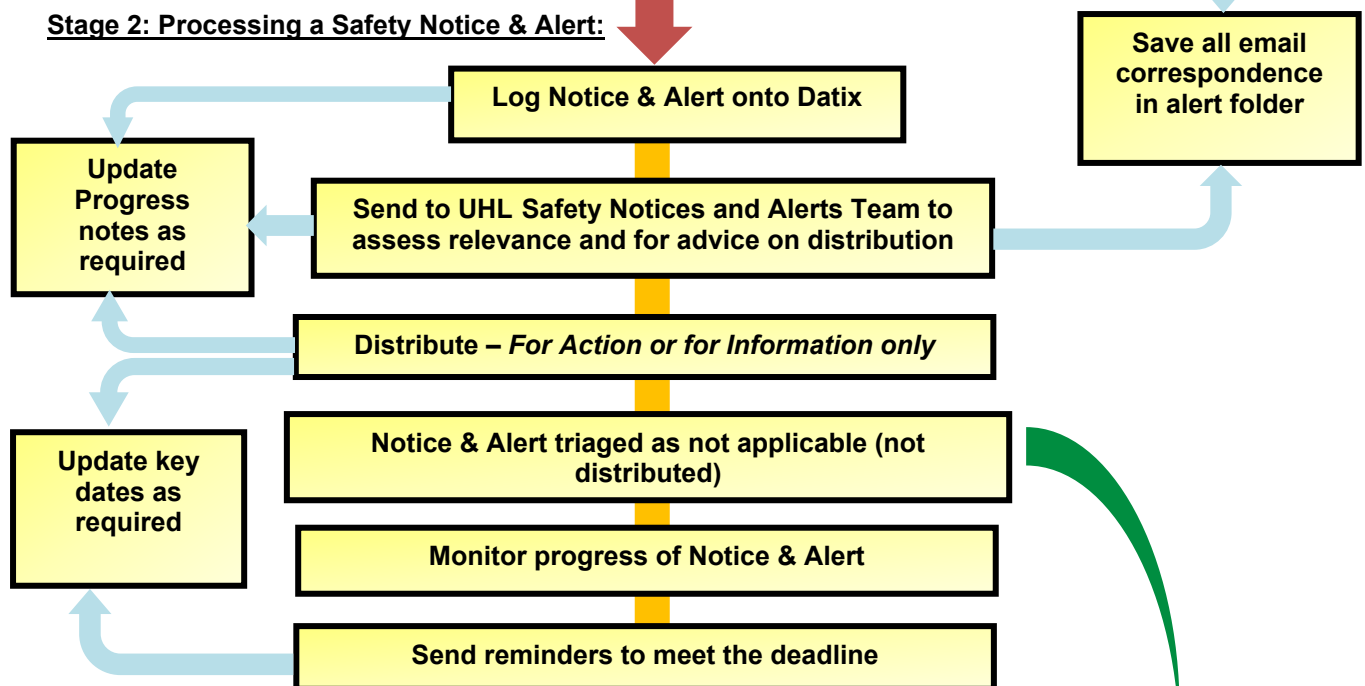 Stage 2: Processing a Safety Notice & Alert:
Save all email
correspondence
in alert folder
Log Notice & Alert onto Datix
Update
Progress
notes as
required
Send to UHL Safety Notices and Alerts Team to
assess relevance and for advice on distribution
Distribute – For Action or for Information only
Notice & Alert triaged as not applicable (not
distributed)
Update key
dates as
required
Monitor progress of Notice & Alert
Send reminders to meet the deadline